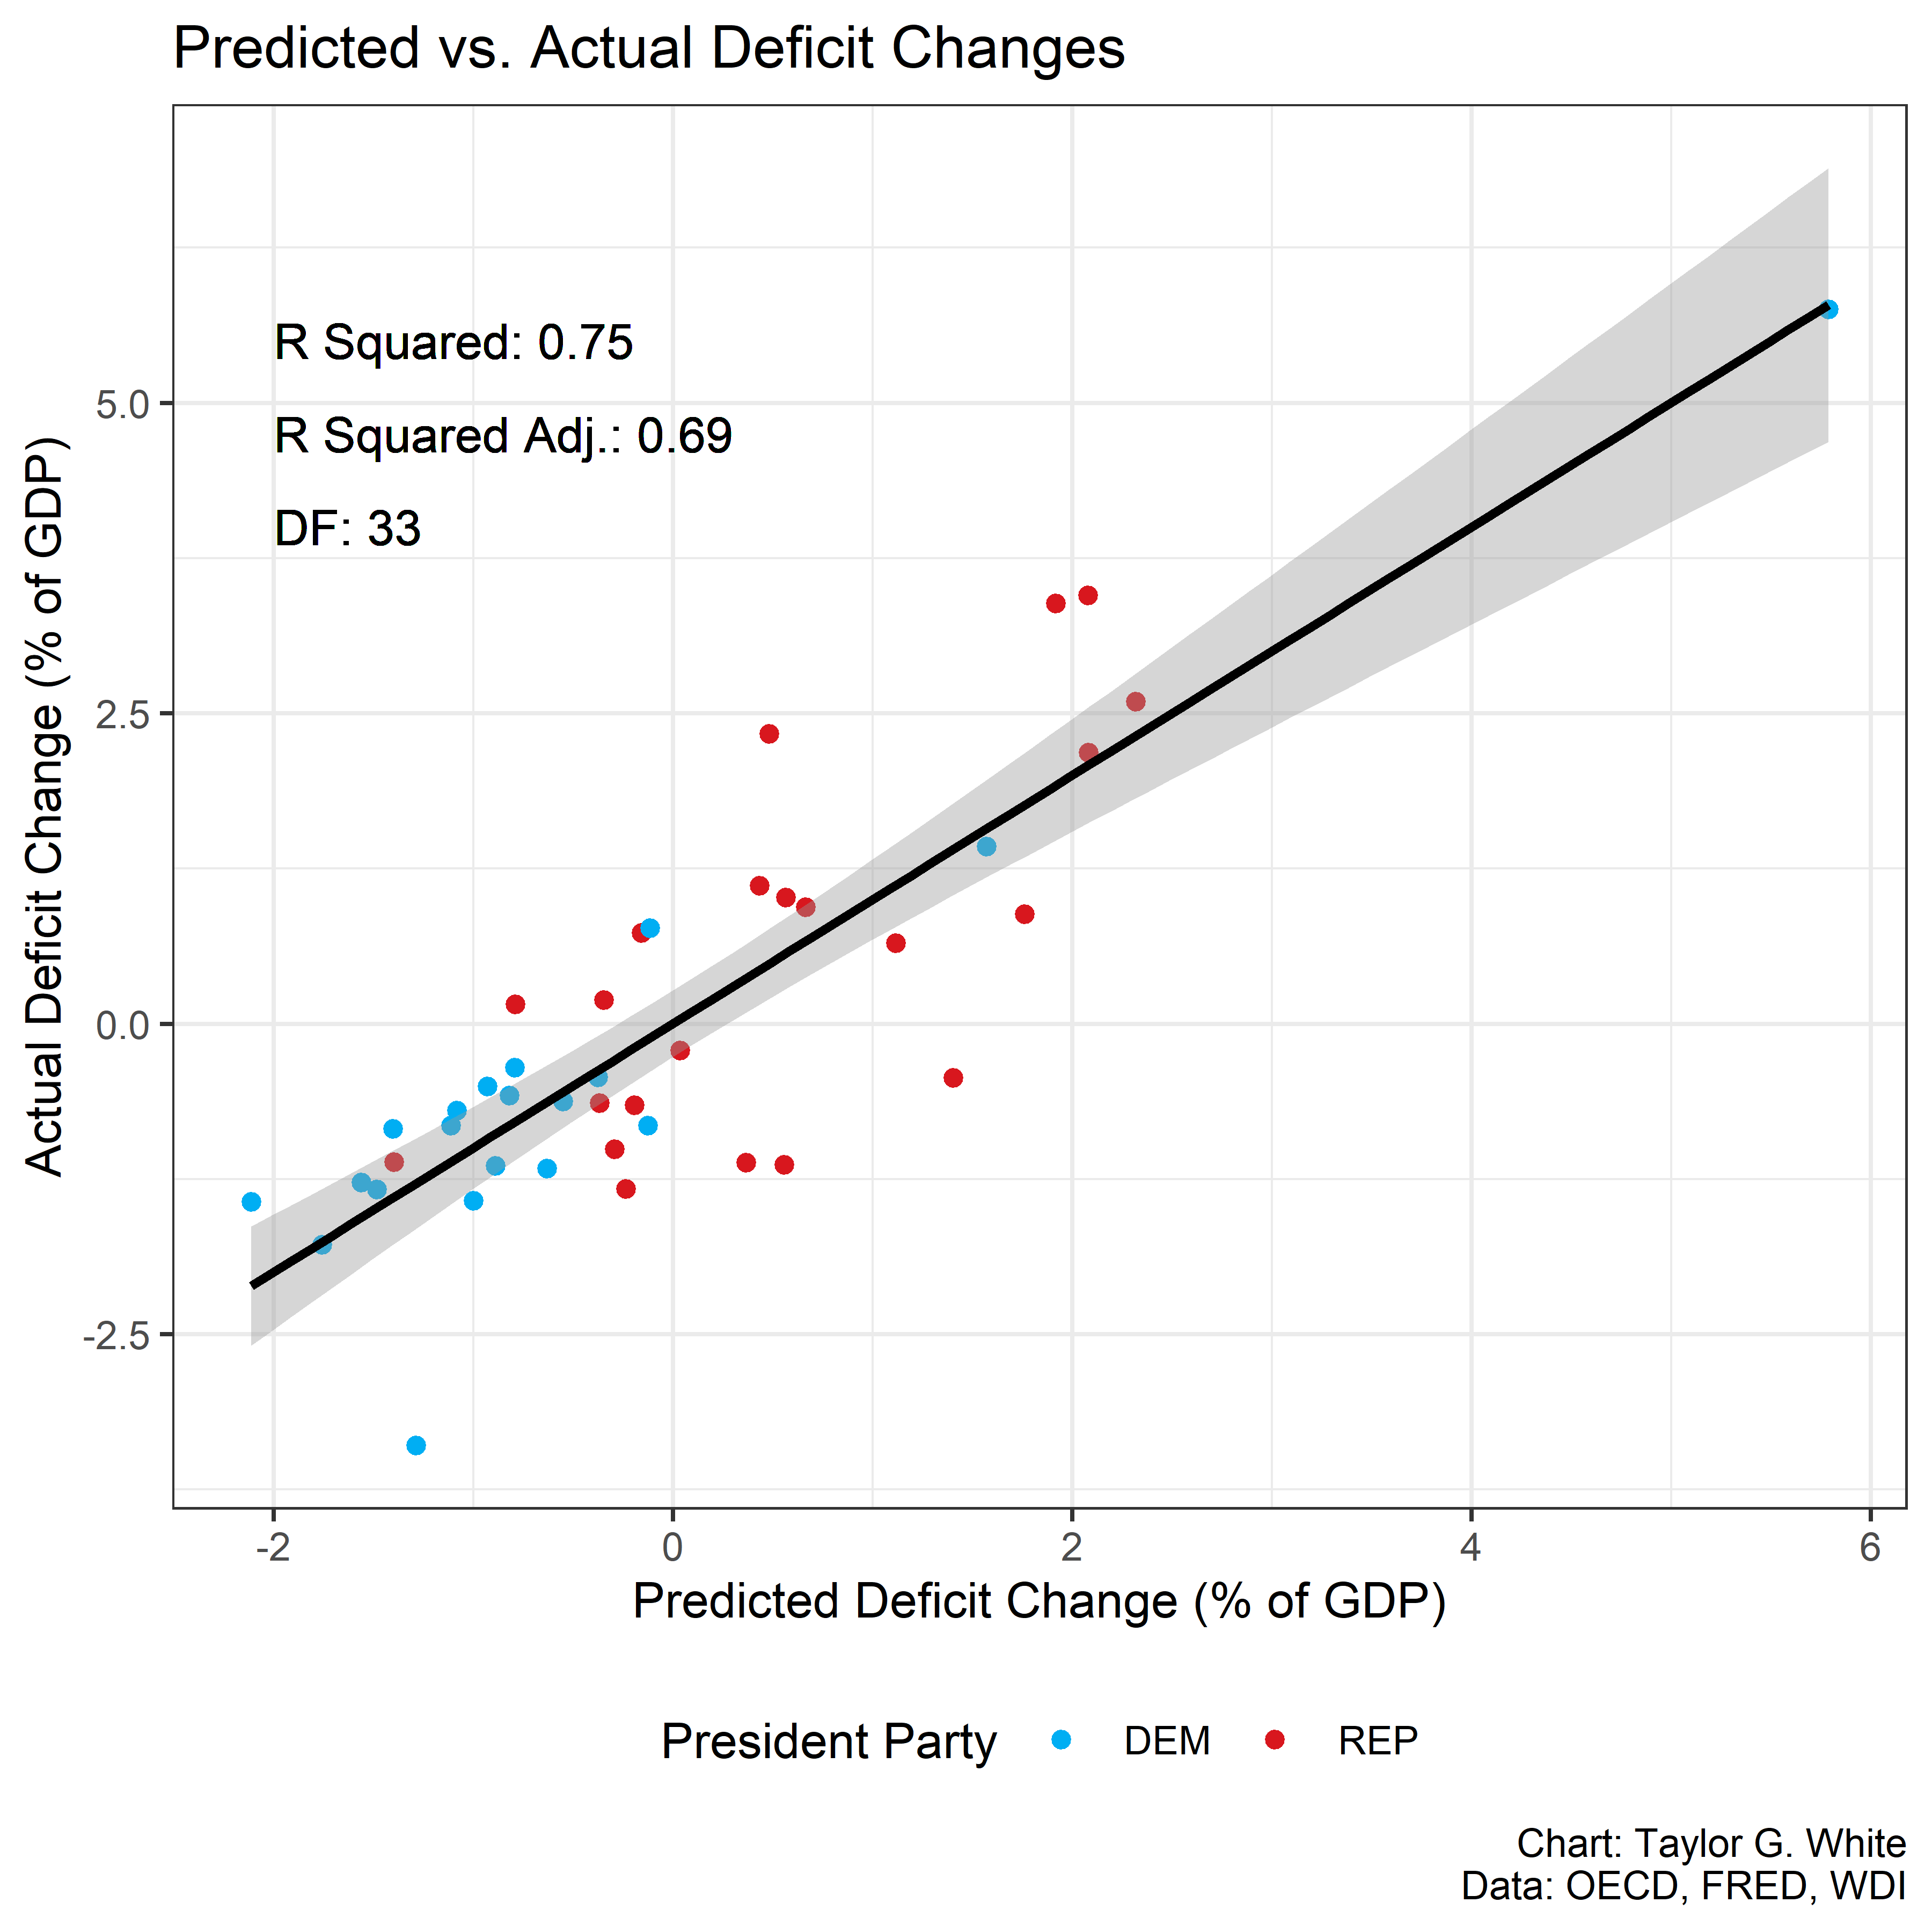 Predicted vs. Actual Deficit Changes
R Squared: 0.75
R Squared Adj.: 0.69
DF: 33
5.0
2.5
0.0
-2.5
Actual Deficit Change (% of GDP)
-2
0
2
4
6
Predicted Deficit Change (% of GDP)
President Party
DEM
REP
Chart: Taylor G. White
Data: OECD, FRED, WDI